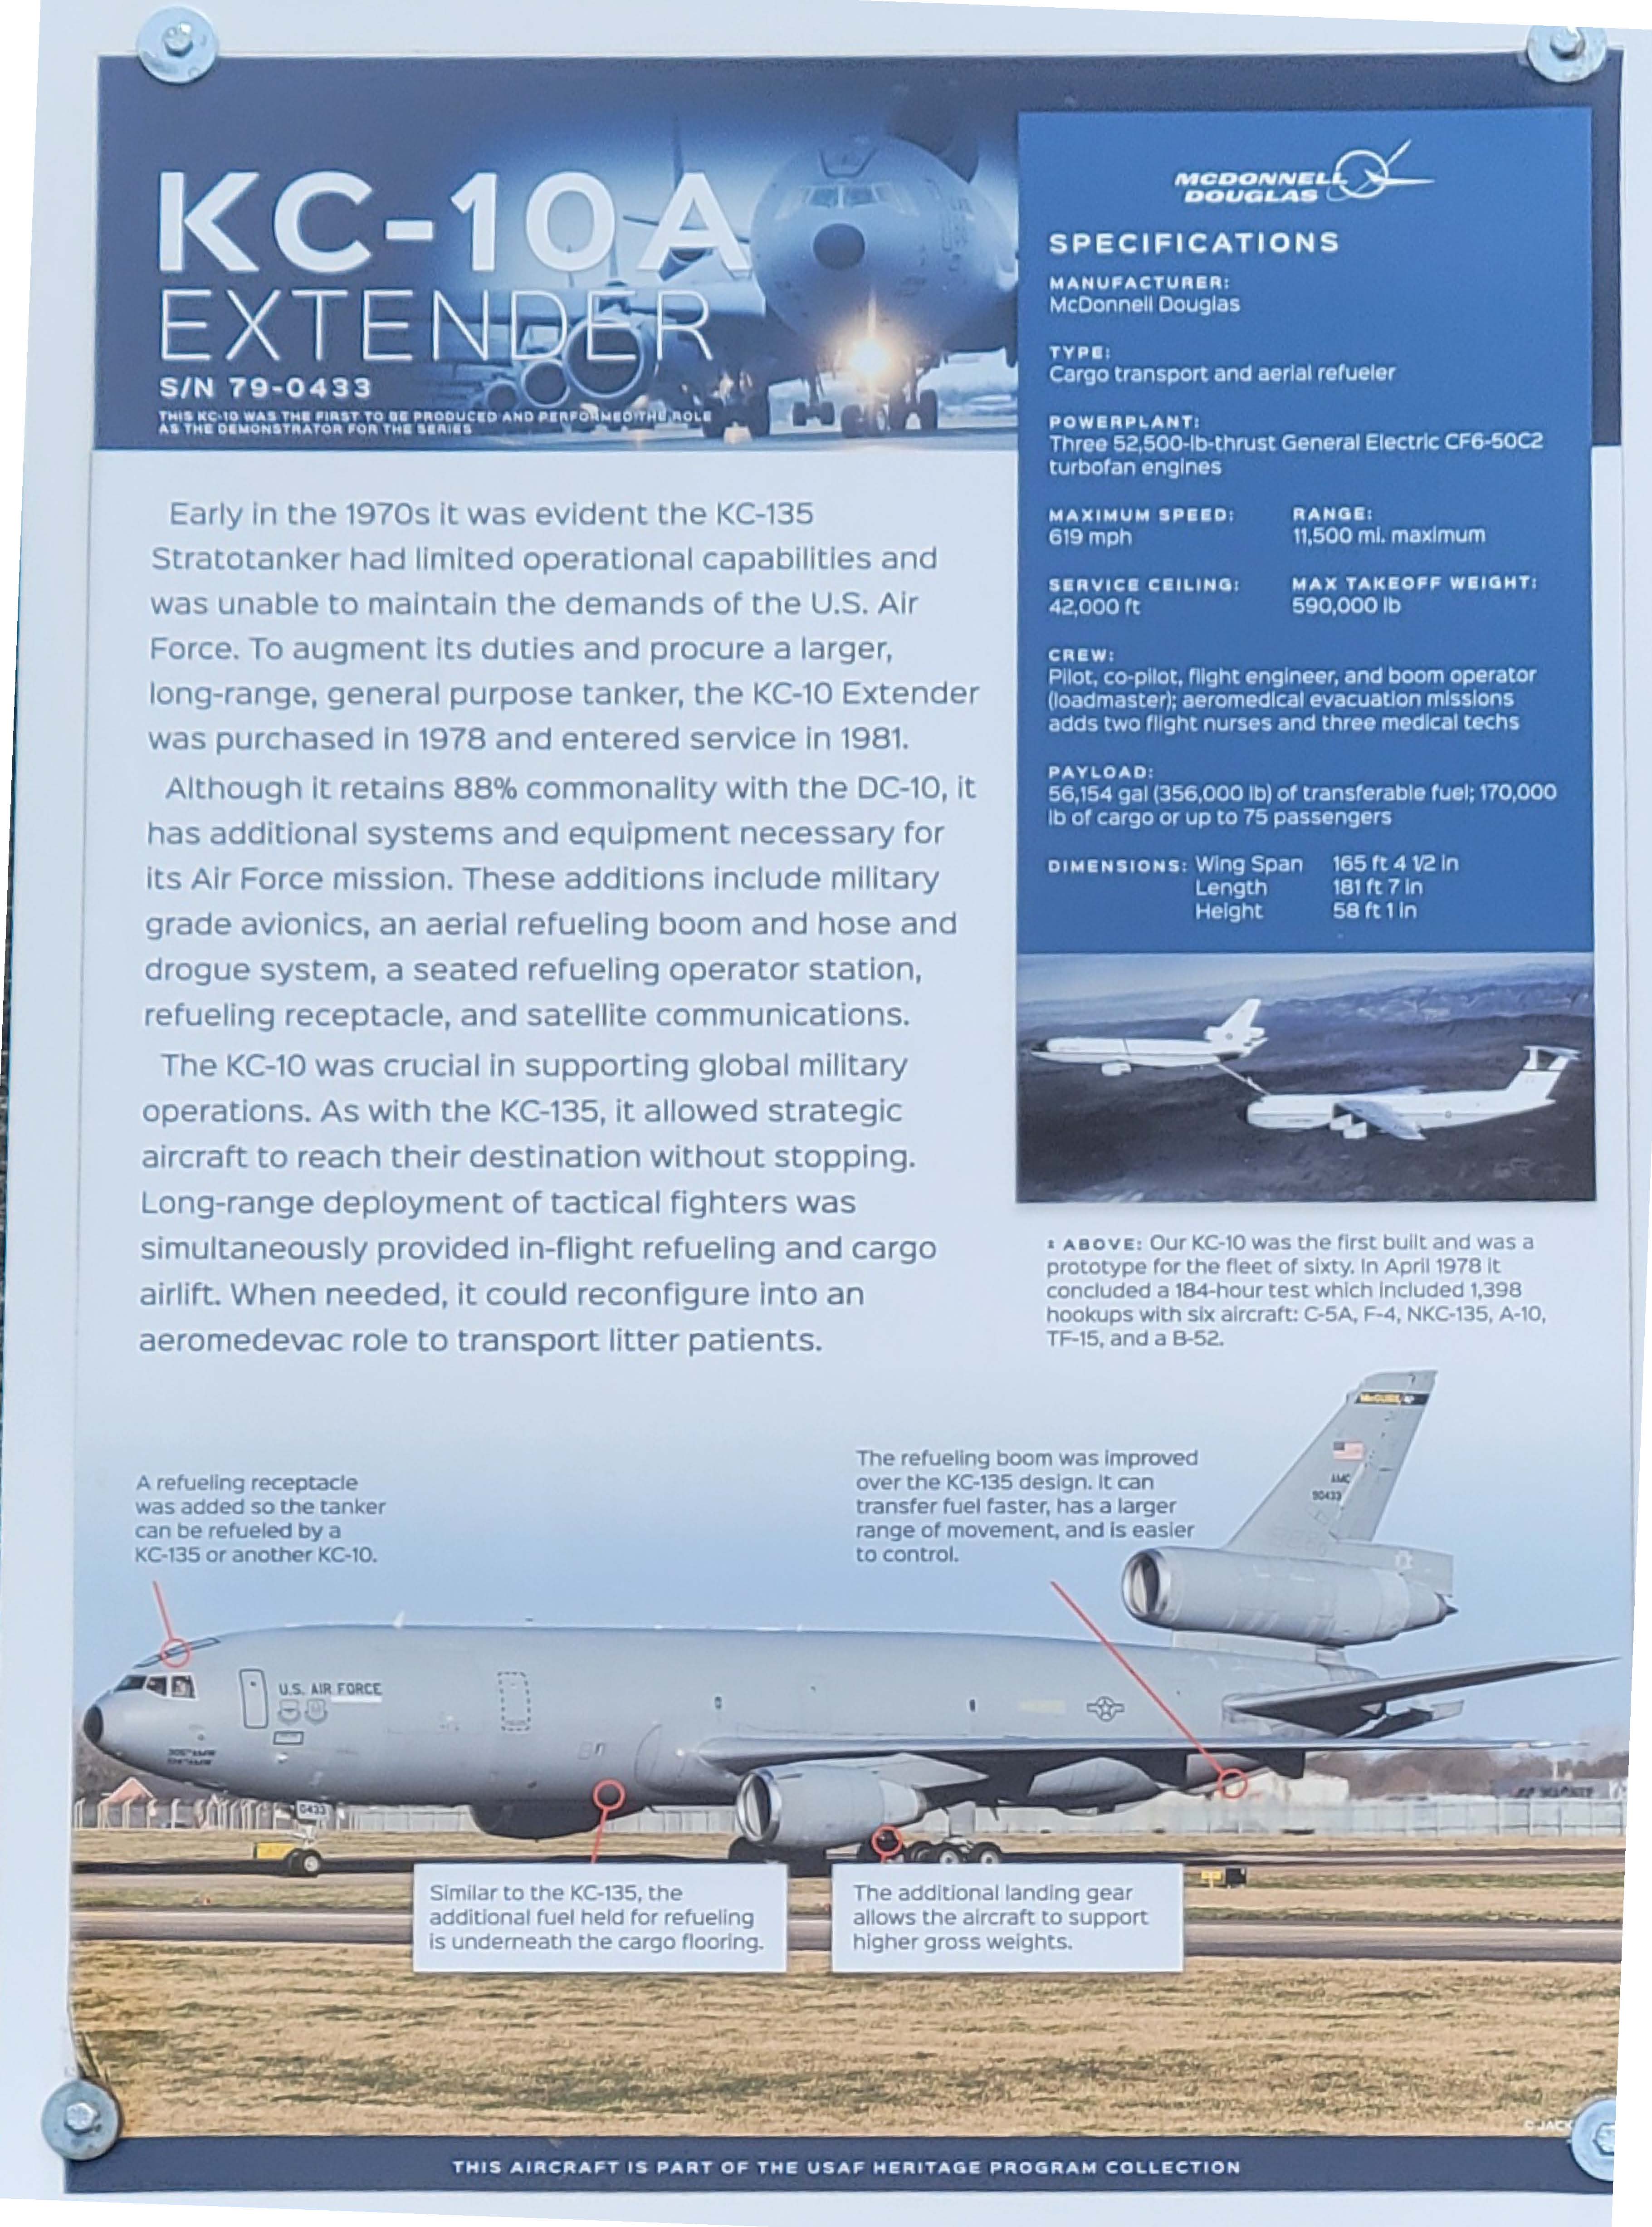 KC-10A
EXTENDER
S/N 79-0433
THIS KC-10 WAS THE FIRST TO BE PRODUCED AND PERFORMED THE ROLE
AS THE DEMONSTRATOR FOR THE SERIES
Early in the 1970s it was evident the KC-135
Stratotanker had limited operational capabilities and
was unable to maintain the demands of the U.S. Air
Force. To augment its duties and procure a larger,
long-range, general purpose tanker, the KC-10 Extender
was purchased in 1978 and entered service in 1981.
Although it retains 88% commonality with the DC-10, it
has additional systems and equipment necessary for
its Air Force mission. These additions include military
grade avionics, an aerial refueling boom and hose and
drogue system, a seated refueling operator station,
refueling receptacle, and satellite communications.
The KC-10 was crucial in supporting global military
operations. As with the KC-135, it allowed strategic
aircraft to reach their destination without stopping.
Long-range deployment of tactical fighters was
simultaneously provided in-flight refueling and cargo
airlift. When needed, it could reconfigure into an
aeromedevac role to transport litter patients.
MCDONNELL
DOUGLAS
SPECIFICATIONS
MANUFACTURER:
McDonnell Douglas
TYPE:
Cargo transport and aerial refueler
POWERPLANT:
Three 52,500-lb-thrust General Electric CF6-50C2
turbofan engines
MAXIMUM SPEED:
619 mph
RANGE:
11,500 mi. maximum
SERVICE CEILING:
42,000 ft
MAX TAKEOFF WEIGHT:
590,000 lb
CREW:
Pilot, co-pilot, flight engineer, and boom operator
(loadmaster); aeromedical evacuation missions
adds two flight nurses and three medical techs
PAYLOAD:
56,154 gal (356,000 lb) of transferable fuel; 170,000
lb of cargo or up to 75 passengers
DIMENSIONS: Wing Span 165 ft 4 1/2 in
Length 181 ft 7 in
Height 58 ft 1 in
ABOVE: Our KC-10 was the first built and was a
prototype for the fleet of sixty. In April 1978 it
concluded a 184-hour test which included 1,398
hookups with six aircraft: C-5A, F-4, NKC-135, A-10,
TF-15, and a B-52.
A refueling receptacle
was added so the tanker
can be refueled by a
KC-135 or another KC-10.
The refueling boom was improved
over the KC-135 design. It can
transfer fuel faster, has a larger
range of movement, and is easier
to control.
McGUIRE
AMC
90433
U.S. AIR FORCE
0433
Similar to the KC-135, the
additional fuel held for refueling
is underneath the cargo flooring.
The additional landing gear
allows the aircraft to support
higher gross weights.
© JACK
THIS AIRCRAFT IS PART OF THE USAF HERITAGE PROGRAM COLLECTION